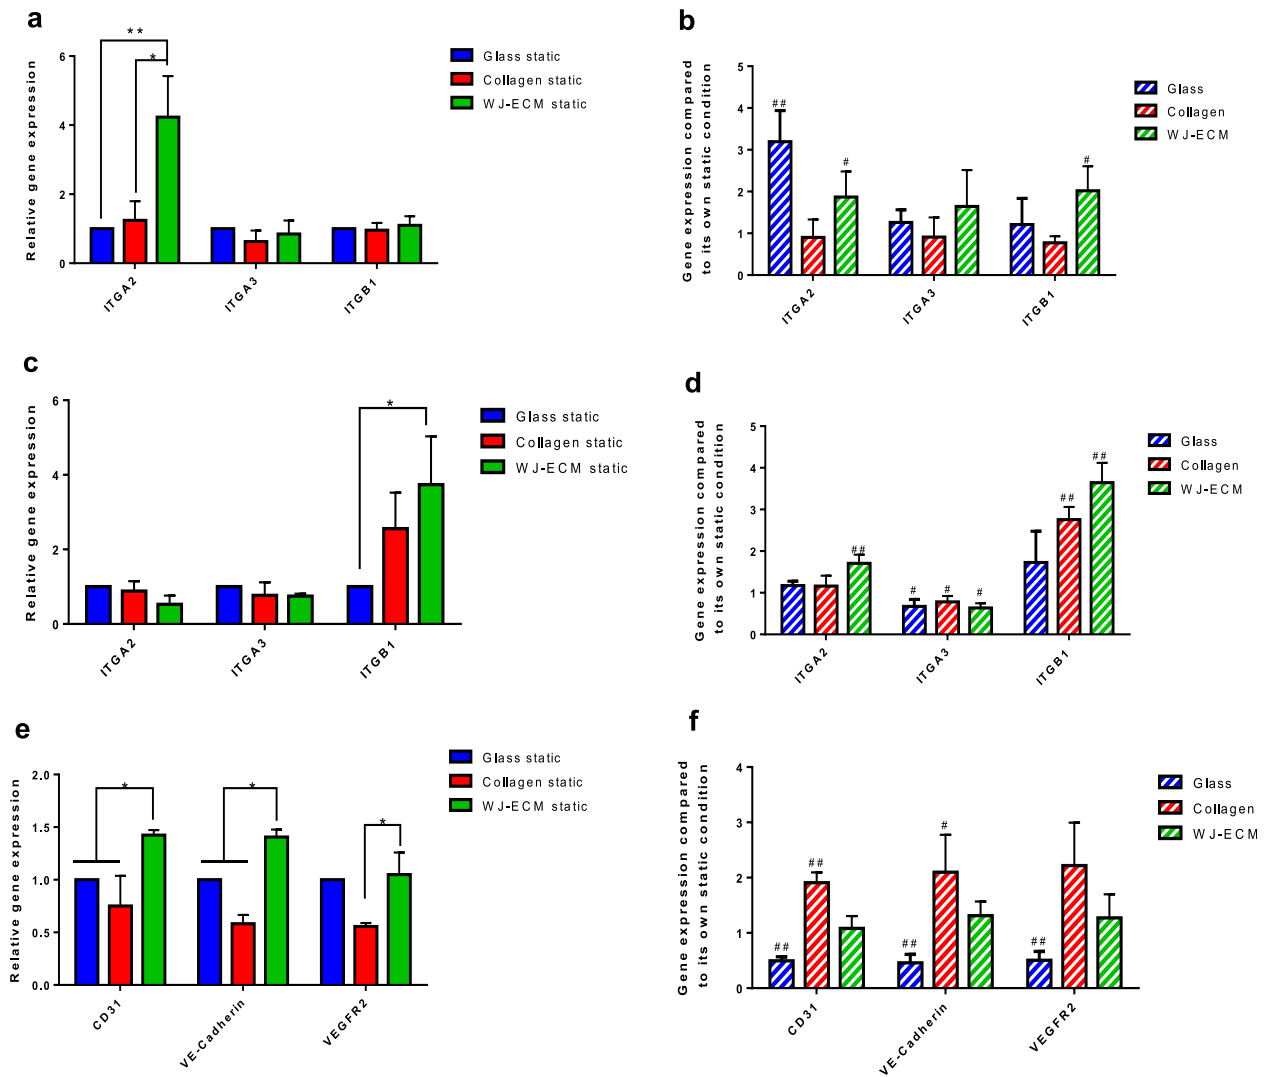 a
Relative gene expression
6
4
2
0
**
*
ITGA2
ITGA3
ITGB1
Glass static
Collagen static
WJ-ECM static
b
Gene expression compared
to its own static condition
5
4
3
2
1
0
##
#
#
ITGA2
ITGA3
ITGB1
Glass
Collagen
WJ-ECM
c
Relative gene expression
6
4
2
0
*
ITGA2
ITGA3
ITGB1
Glass static
Collagen static
WJ-ECM static
d
Gene expression compared
to its own static condition
5
4
3
2
1
0
##
#
#
#
##
##
ITGA2
ITGA3
ITGB1
Glass
Collagen
WJ-ECM
e
Relative gene expression
2.0
1.5
1.0
0.5
0.0
*
*
*
CD31
VE-Cadherin
VEGFR2
Glass static
Collagen static
WJ-ECM static
f
Gene expression compared
to its own static condition
4
3
2
1
0
##
##
##
#
##
CD31
VE-Cadherin
VEGFR2
Glass
Collagen
WJ-ECM